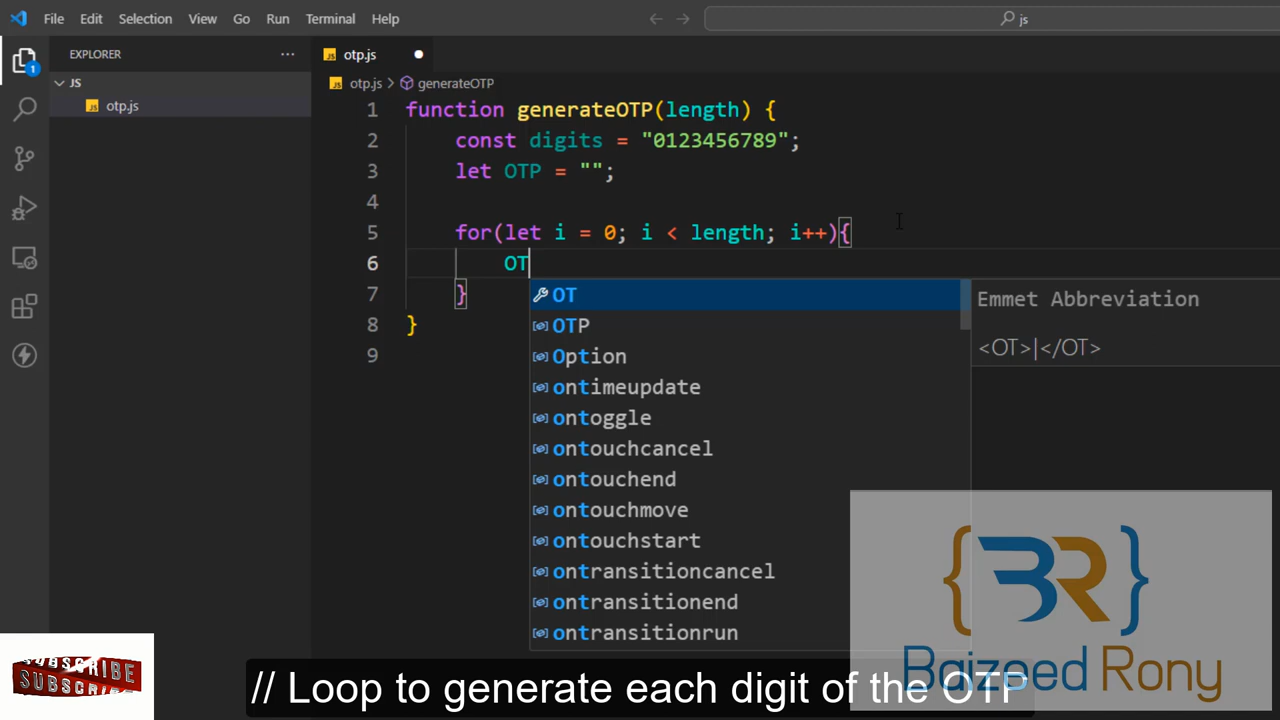 File Edit Selection View Go Run Terminal Help
js
EXPLORER
JS
otp.js
1
otp.js
otp.js > generateOTP
1 function generateOTP(length) {
2 const digits = "0123456789";
3 let OTP = "";
4
5 for(let i = 0; i < length; i++){
6 OT
7 }
8 }
9
OT
OTP
Option
ontimeupdate
ontoggle
ontouchcancel
ontouchend
ontouchmove
ontouchstart
ontransitioncancel
ontransitionend
ontransitionrun
Emmet Abbreviation
<OT>|</OT>
{BR}
Baizeed Rony
SUBSCRIBE
SUBSCRIBE
// Loop to generate each digit of the OTP